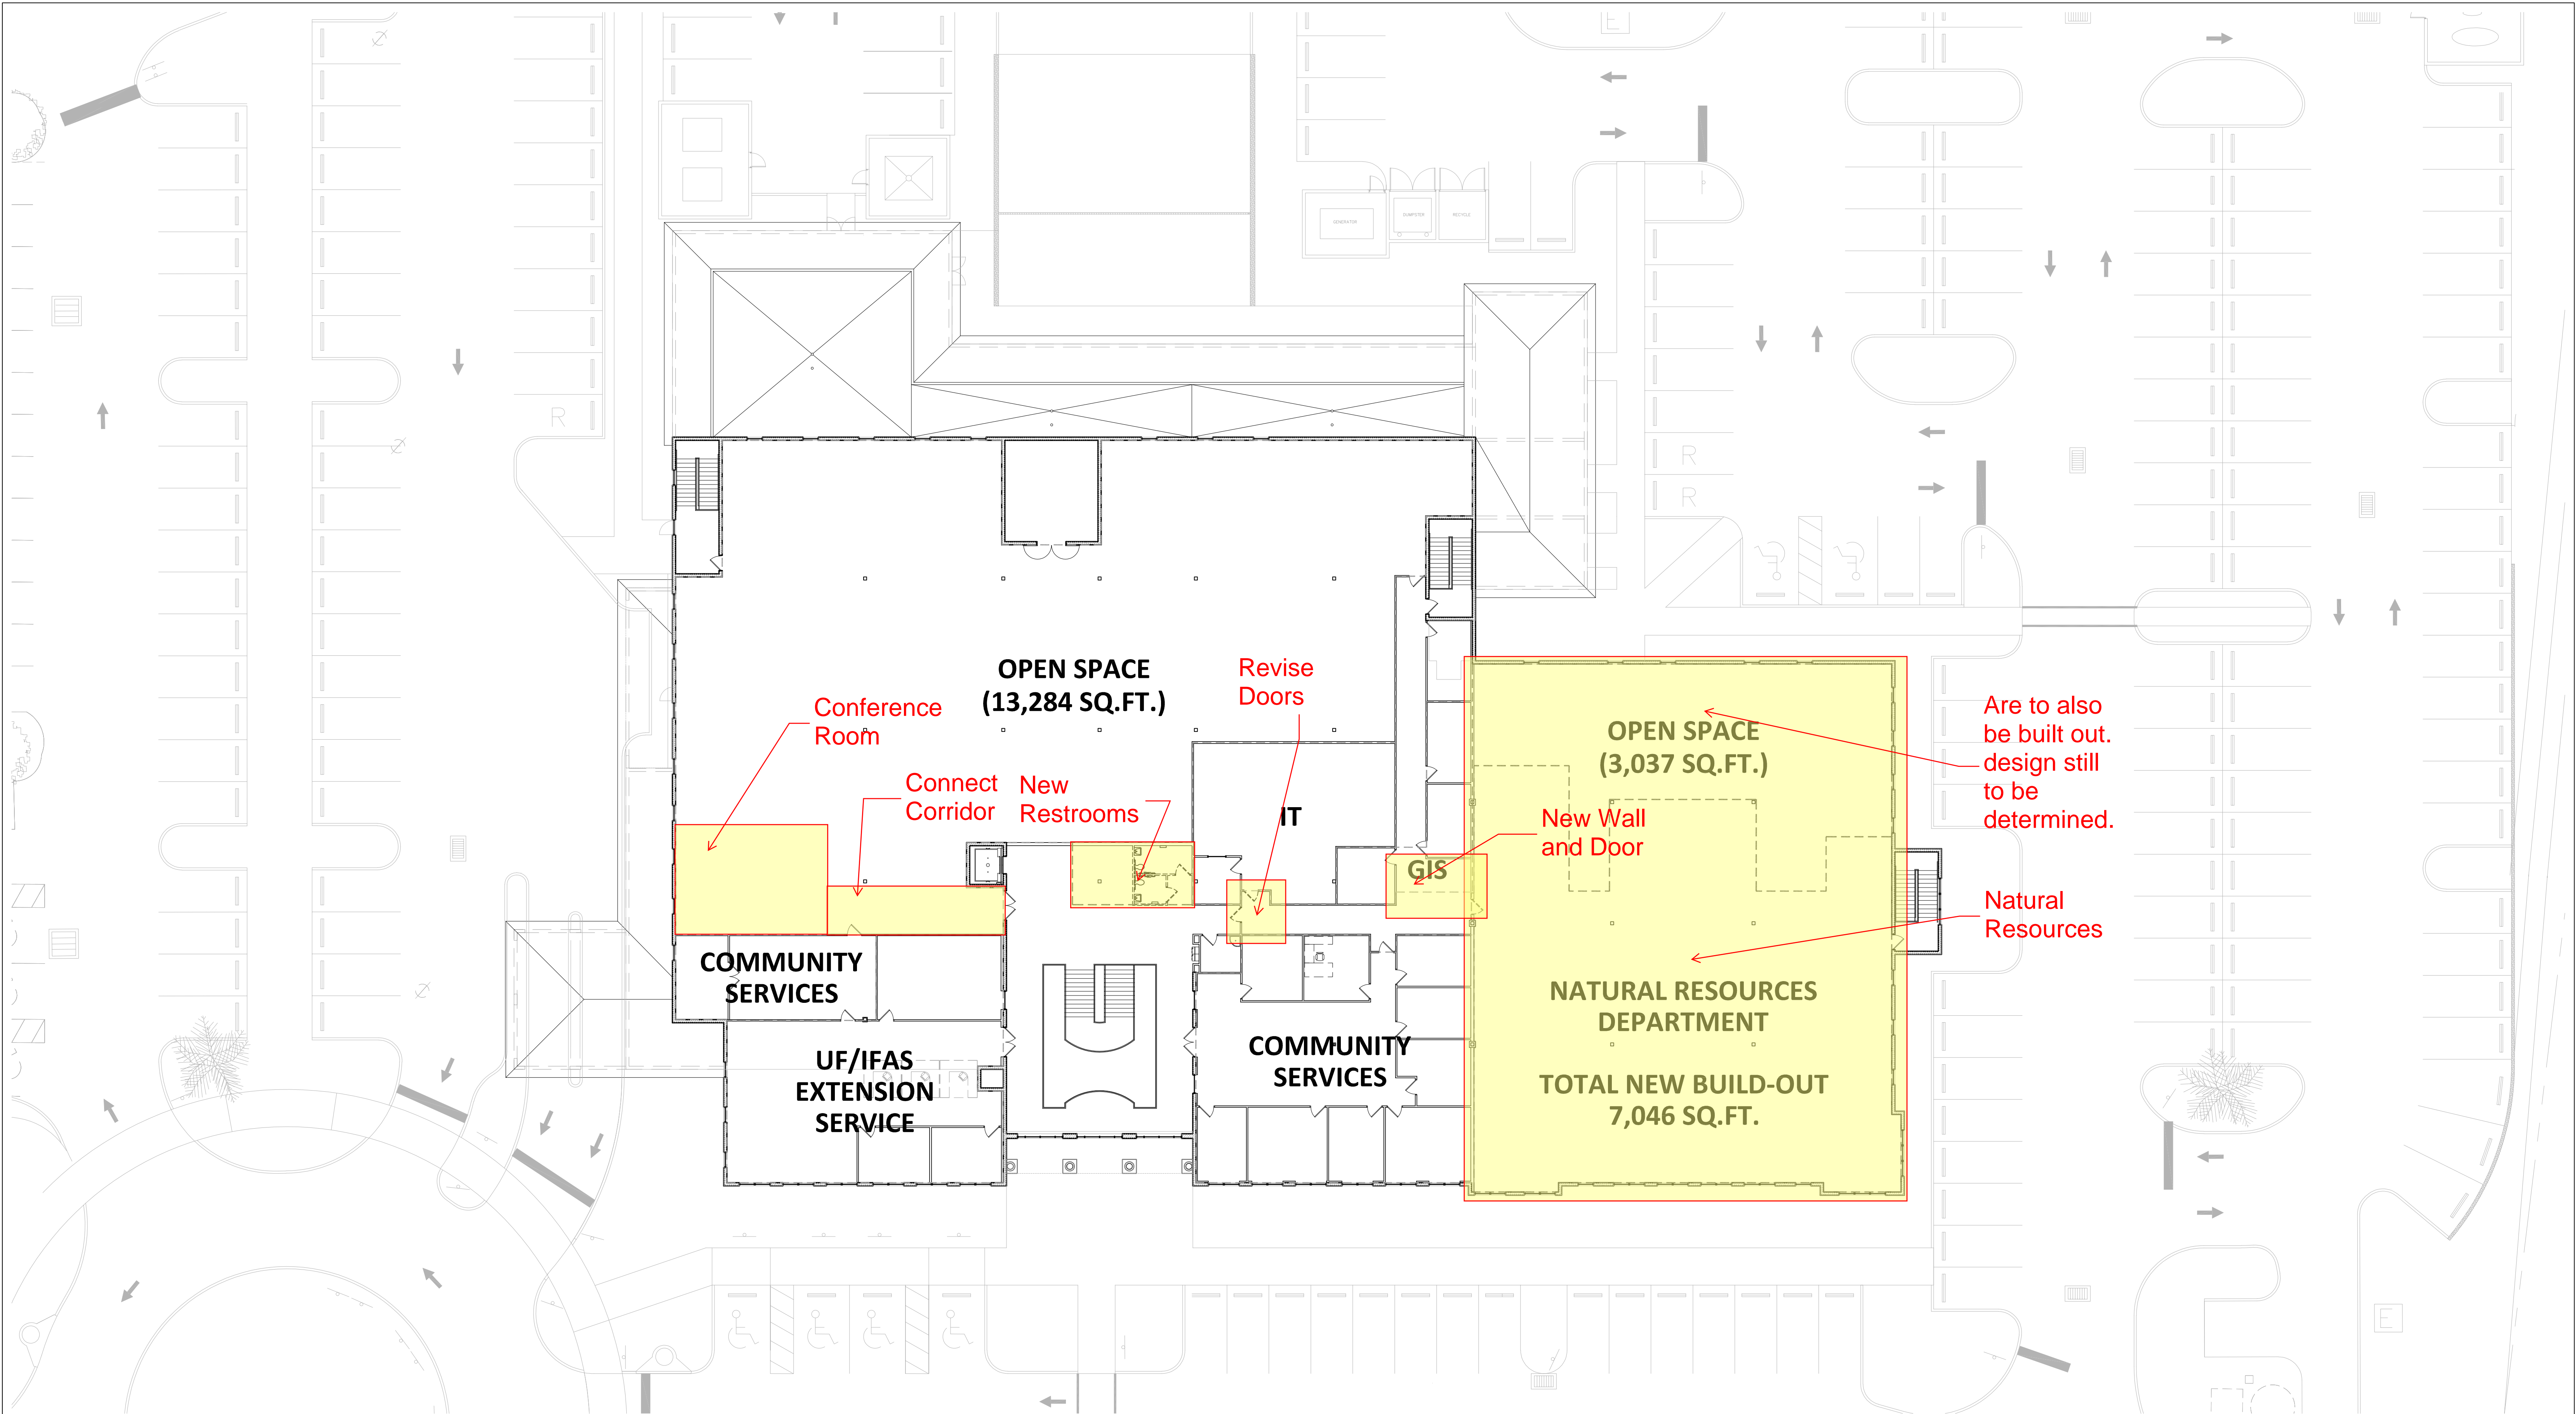 E
GENERATOR
DUMPSTER
RECYCLE
R
R
R
OPEN SPACE
(13,284 SQ.FT.)
Revise
Doors
Conference
Room
Connect
Corridor
New
Restrooms
IT
GIS
New Wall
and Door
OPEN SPACE
(3,037 SQ.FT.)
Are to also
be built out.
design still
to be
determined.
Natural
Resources
COMMUNITY
SERVICES
UF/IFAS
EXTENSION
SERVICE
COMMUNITY
SERVICES
NATURAL RESOURCES
DEPARTMENT
TOTAL NEW BUILD-OUT
7,046 SQ.FT.
E